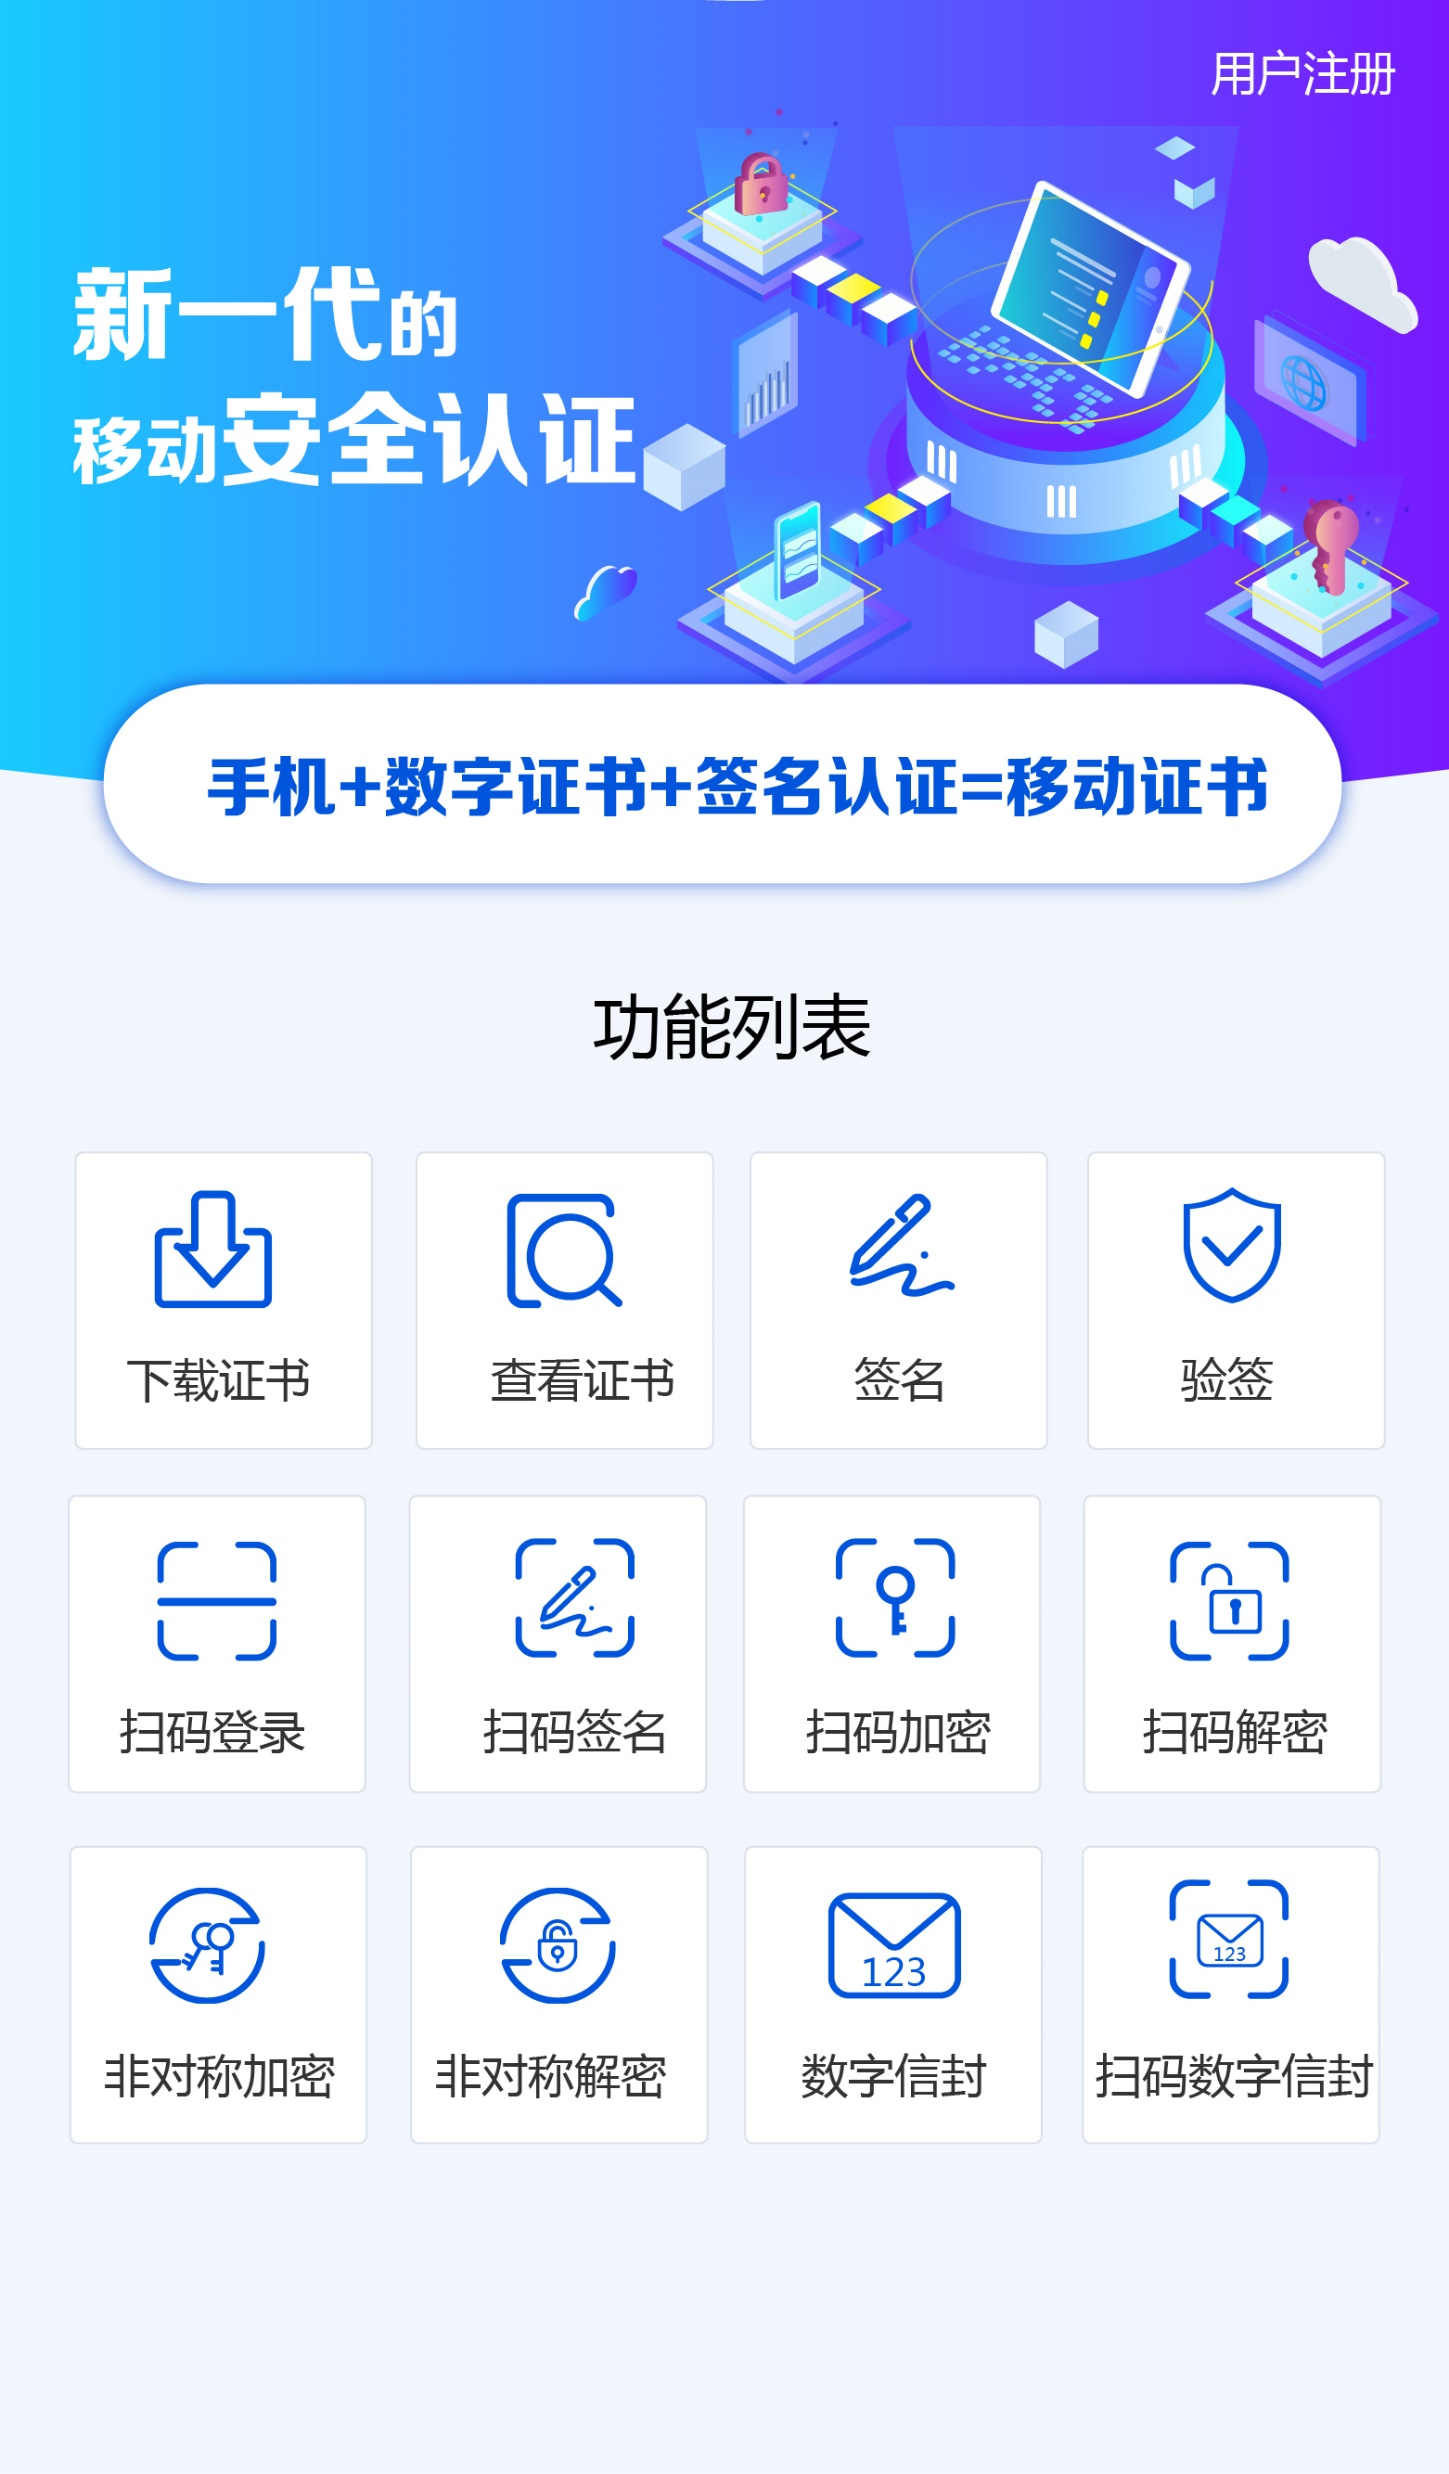 用户注册
新一代的
移动安全认证
手机+数字证书+签名认证=移动证书
功能列表
下载证书 查看证书 签名 验签
扫码登录 扫码签名 扫码加密 扫码解密
123 123
非对称加密 非对称解密 数字信封 扫码数字信封